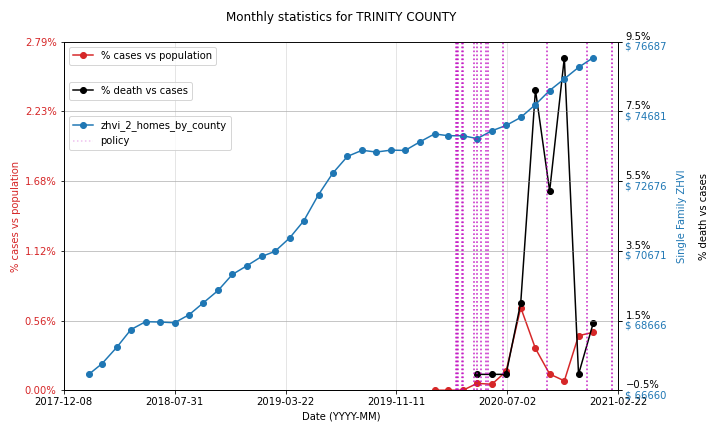 Monthly statistics for TRINITY COUNTY
2.79%
2.23%
1.68%
1.12%
0.56%
0.00%
% cases vs population
% cases vs population
% death vs cases
zhvi_2_homes_by_county
policy
9.5%
$ 76687
7.5%
$ 74681
5.5%
$ 72676
3.5%
$ 70671
1.5%
$ 68666
−0.5%
$ 66660
Single Family ZHVI
% death vs cases
2017-12-08
2018-07-31
2019-03-22
2019-11-11
2020-07-02
2021-02-22
Date (YYYY-MM)